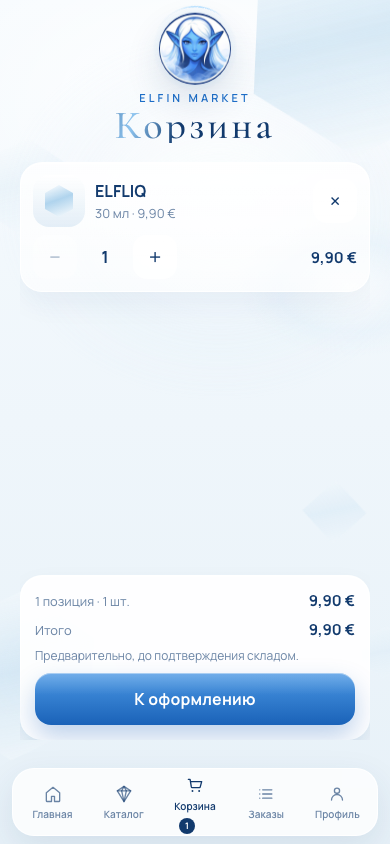 ELFIN MARKET
Корзина
ELFLIQ
30 мл · 9,90 €
×
− 1 + 9,90 €
1 позиция · 1 шт. 9,90 €
Итого 9,90 €
Предварительно, до подтверждения складом.
К оформлению
Главная Каталог Корзина Заказы Профиль
1